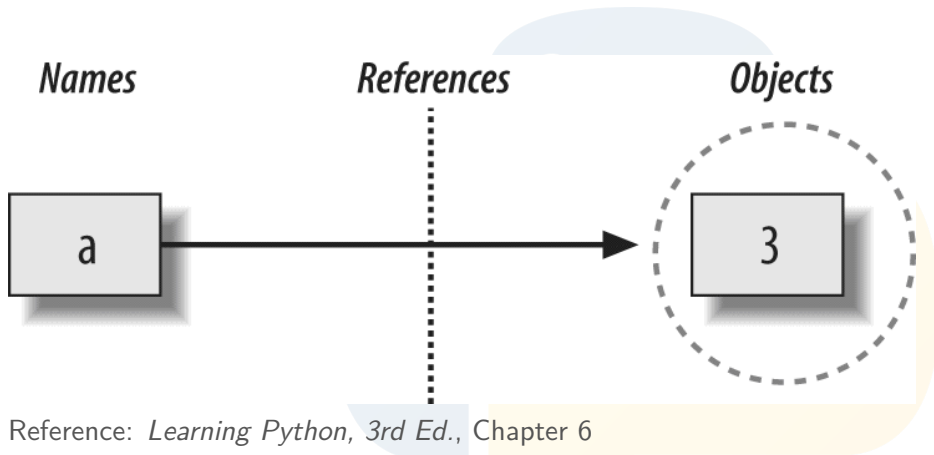 Names References Objects
a 3
Reference: Learning Python, 3rd Ed., Chapter 6